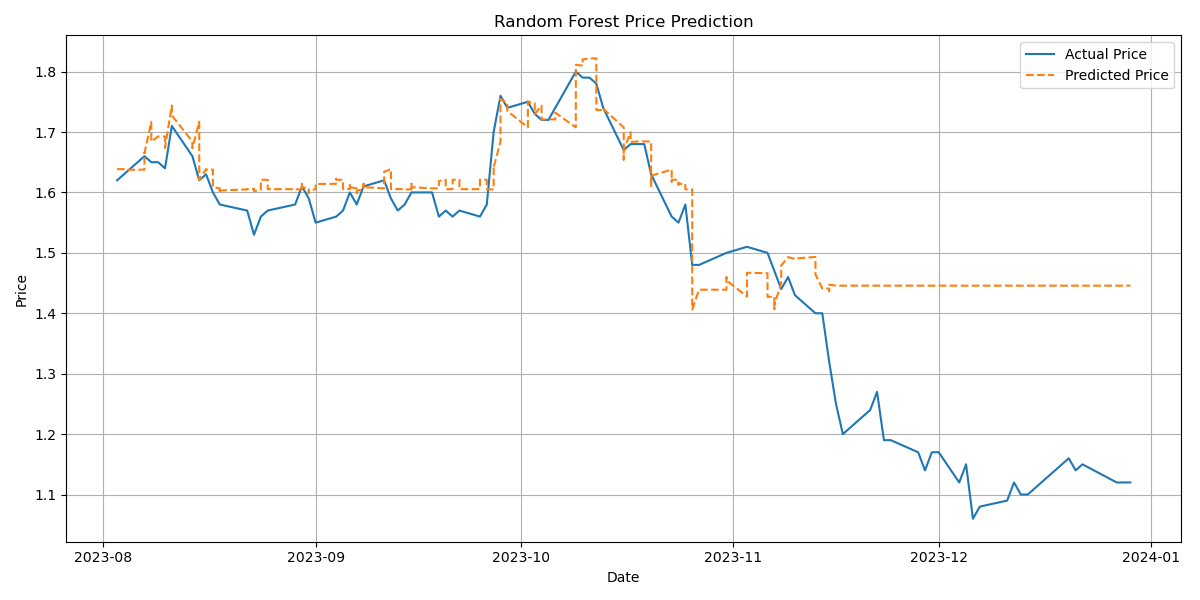 Random Forest Price Prediction
Actual Price
Predicted Price
Price
1.8
1.7
1.6
1.5
1.4
1.3
1.2
1.1
2023-08
2023-09
2023-10
2023-11
2023-12
2024-01
Date